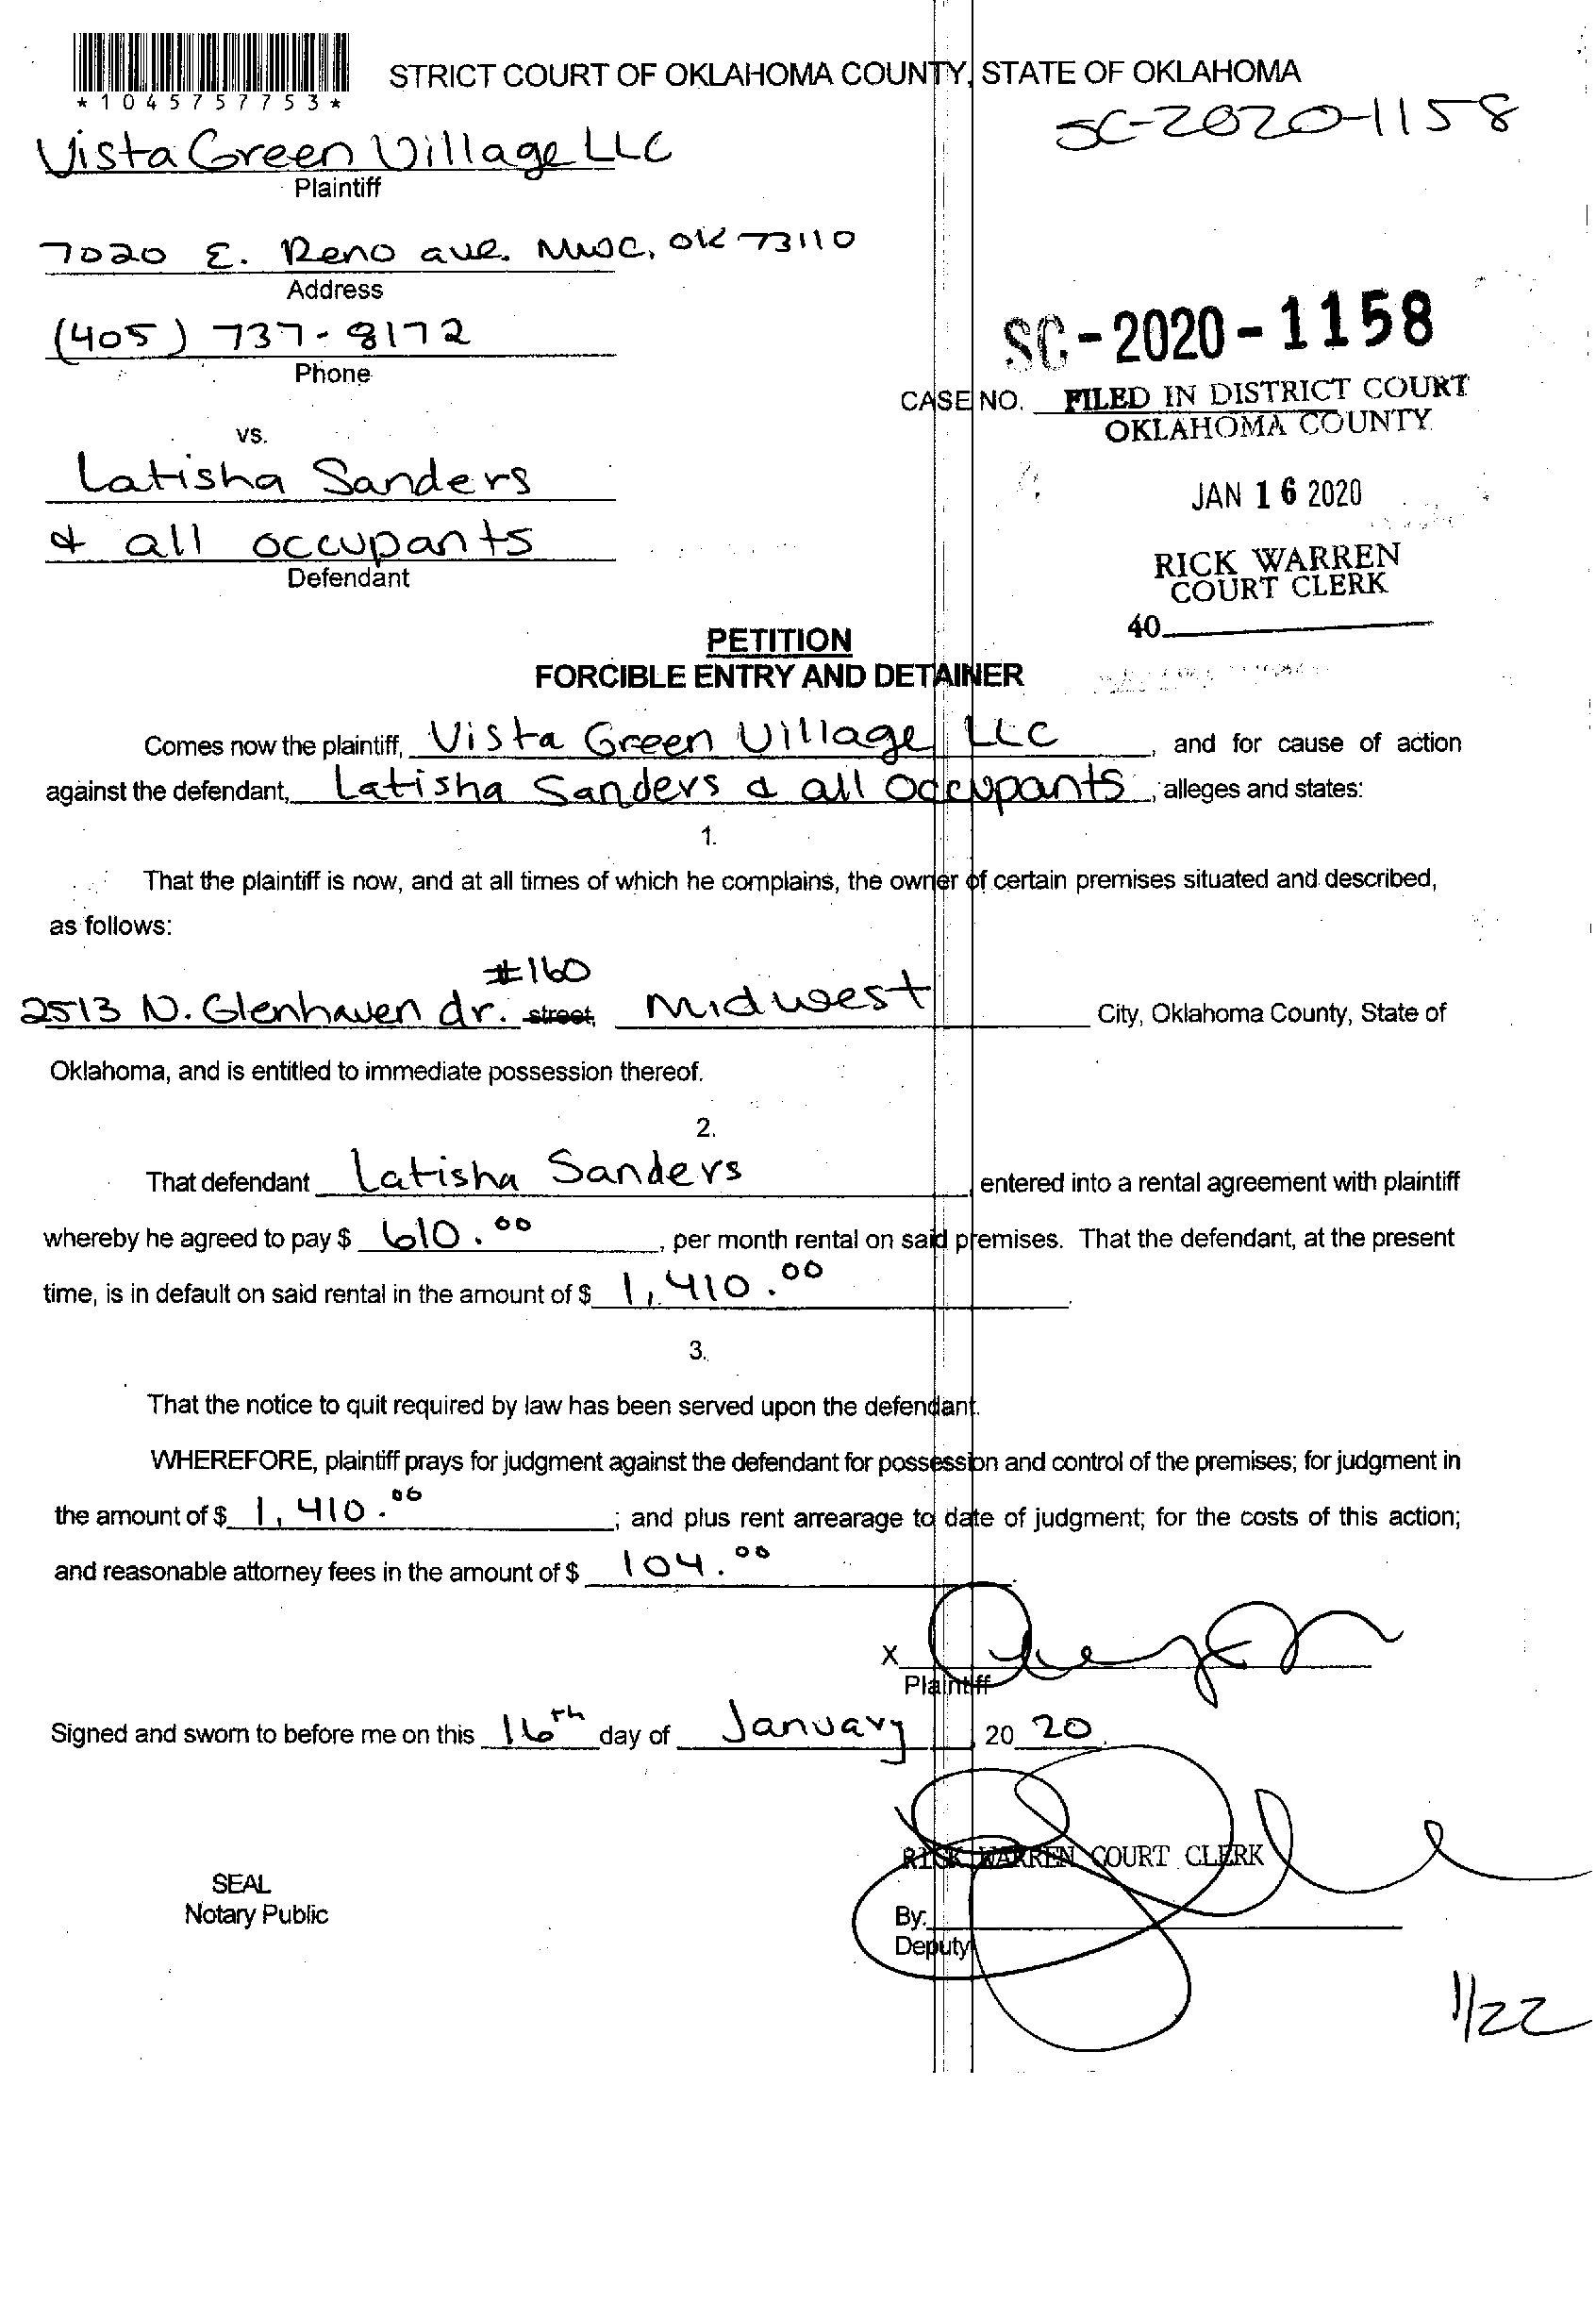 *1045757753*
STRICT COURT OF OKLAHOMA COUNTY, STATE OF OKLAHOMA
SC-2020-1158
Vista Green Village LLC
Plaintiff
7020 E. Reno ave. MWC, OK 73110
Address
(405) 737-8172
Phone
SC-2020-1158
CASE NO. FILED IN DISTRICT COURT
OKLAHOMA COUNTY
vs.
Latisha Sanders
JAN 16 2020
& all occupants
Defendant
RICK WARREN
COURT CLERK
40
PETITION
FORCIBLE ENTRY AND DETAINER
Comes now the plaintiff, Vista Green Village LLC, and for cause of action
against the defendant, Latisha Sanders & all occupants, alleges and states:
1.
That the plaintiff is now, and at all times of which he complains, the owner of certain premises situated and described,
as follows:
#160
2513 N. Glenhaven dr. street, Midwest City, Oklahoma County, State of
Oklahoma, and is entitled to immediate possession thereof.
2.
That defendant Latisha Sanders, entered into a rental agreement with plaintiff
whereby he agreed to pay $ 610.00, per month rental on said premises. That the defendant, at the present
time, is in default on said rental in the amount of $ 1,410.00.
3.
That the notice to quit required by law has been served upon the defendant.
WHEREFORE, plaintiff prays for judgment against the defendant for possession and control of the premises; for judgment in
the amount of $ 1,410.00; and plus rent arrearage to date of judgment; for the costs of this action;
and reasonable attorney fees in the amount of $ 104.00.
X
Plaintiff
Signed and sworn to before me on this 16th day of January, 20 20.
RICK WARREN COURT CLERK
SEAL
Notary Public
By:
Deputy
1/22